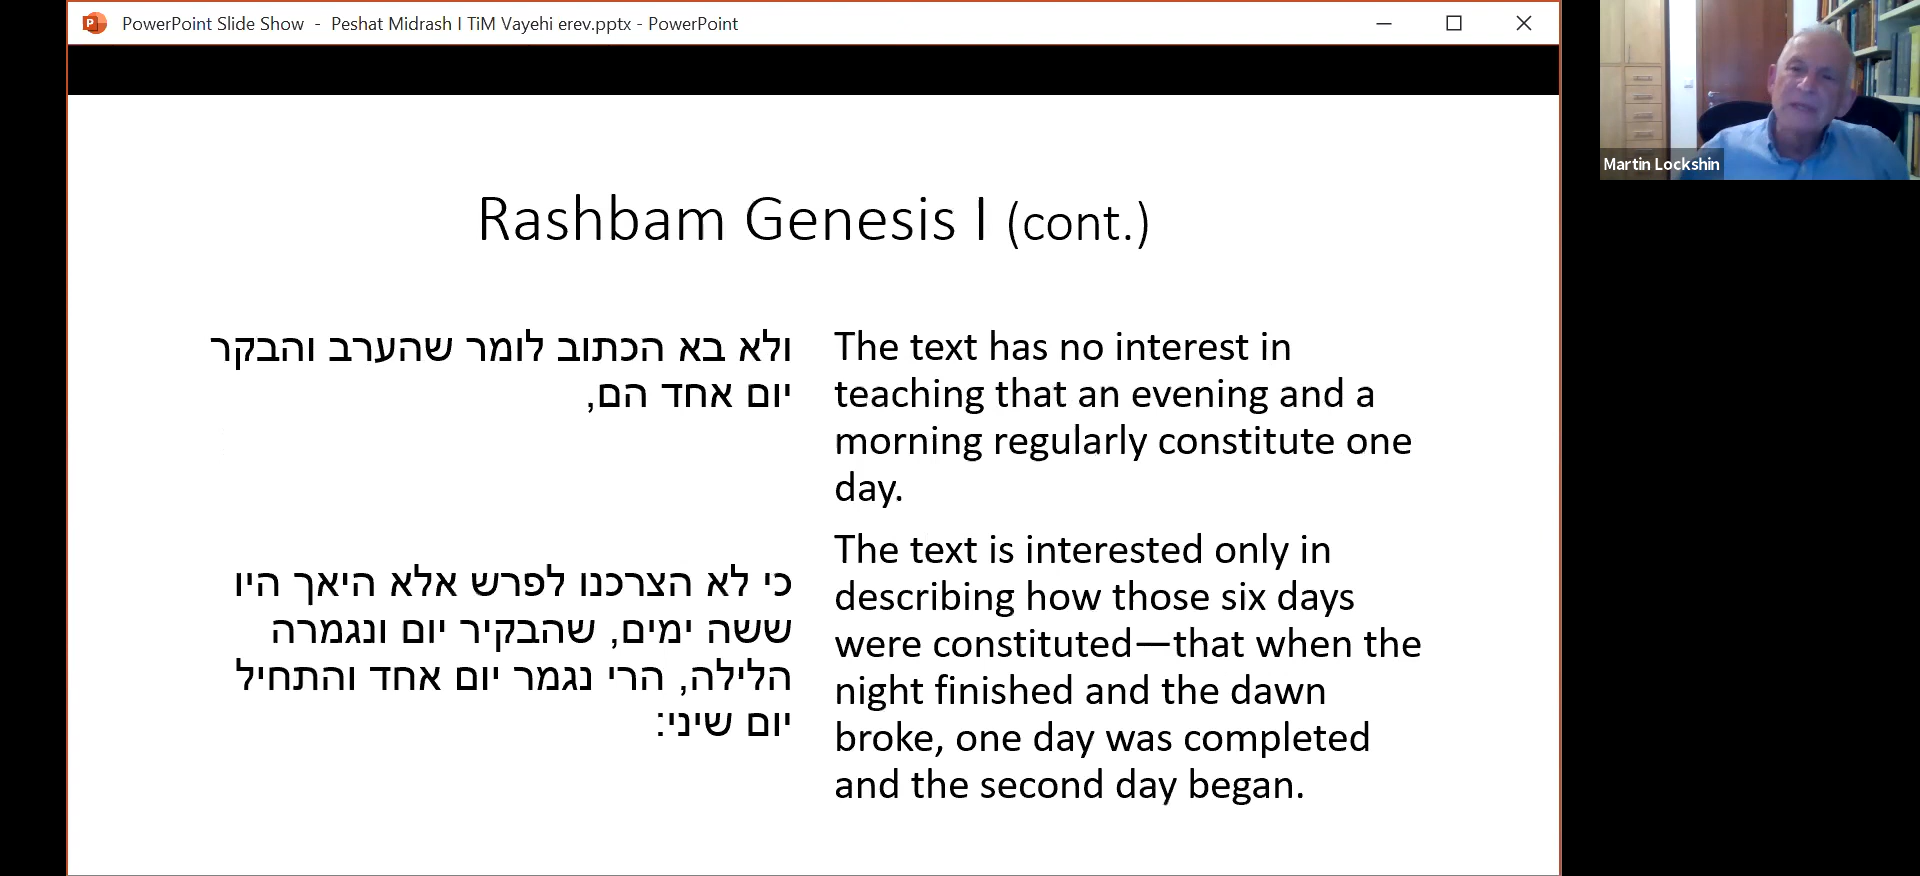 PowerPoint Slide Show - Peshat Midrash I TiM Vayehi erev.pptx - PowerPoint
Martin Lockshin
Rashbam Genesis I (cont.)
ולא בא הכתוב לומר שהערב והבקר
יום אחד הם,
כי לא הצרכנו לפרש אלא היאך היו
ששה ימים, שהבקיר יום ונגמרה
הלילה, הרי נגמר יום אחד והתחיל
יום שיני:
The text has no interest in
teaching that an evening and a
morning regularly constitute one
day.
The text is interested only in
describing how those six days
were constituted—that when the
night finished and the dawn
broke, one day was completed
and the second day began.